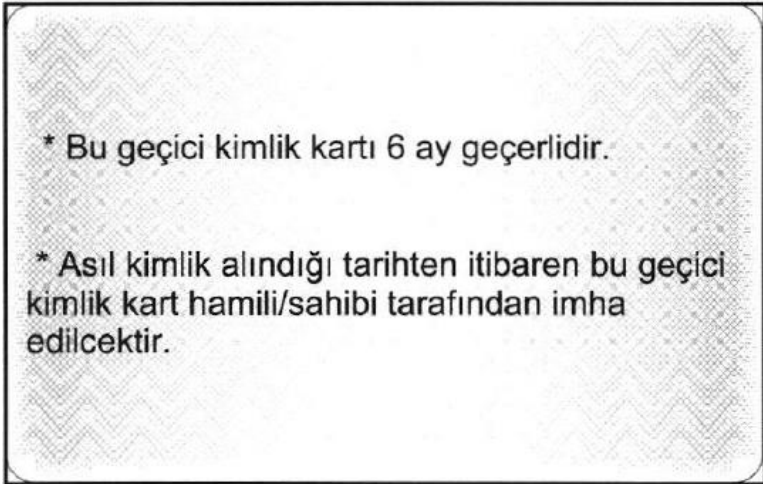 * Bu geçici kimlik kartı 6 ay geçerlidir.
* Asıl kimlik alındığı tarihten itibaren bu geçici
kimlik kart hamili/sahibi tarafından imha
edilcektir.